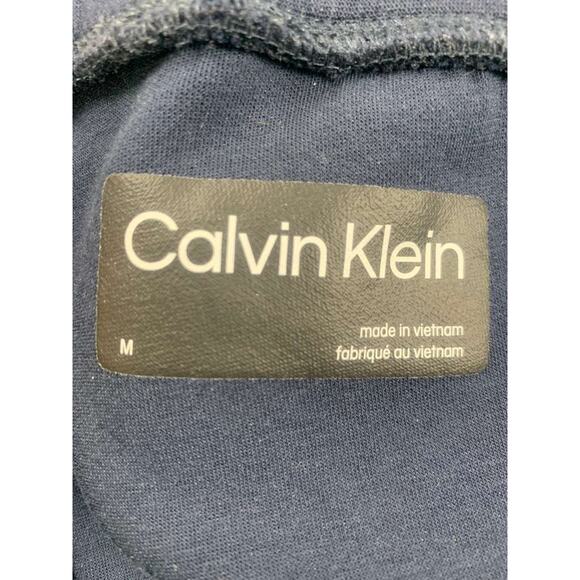 Calvin Klein
M
made in vietnam
fabriqué au vietnam